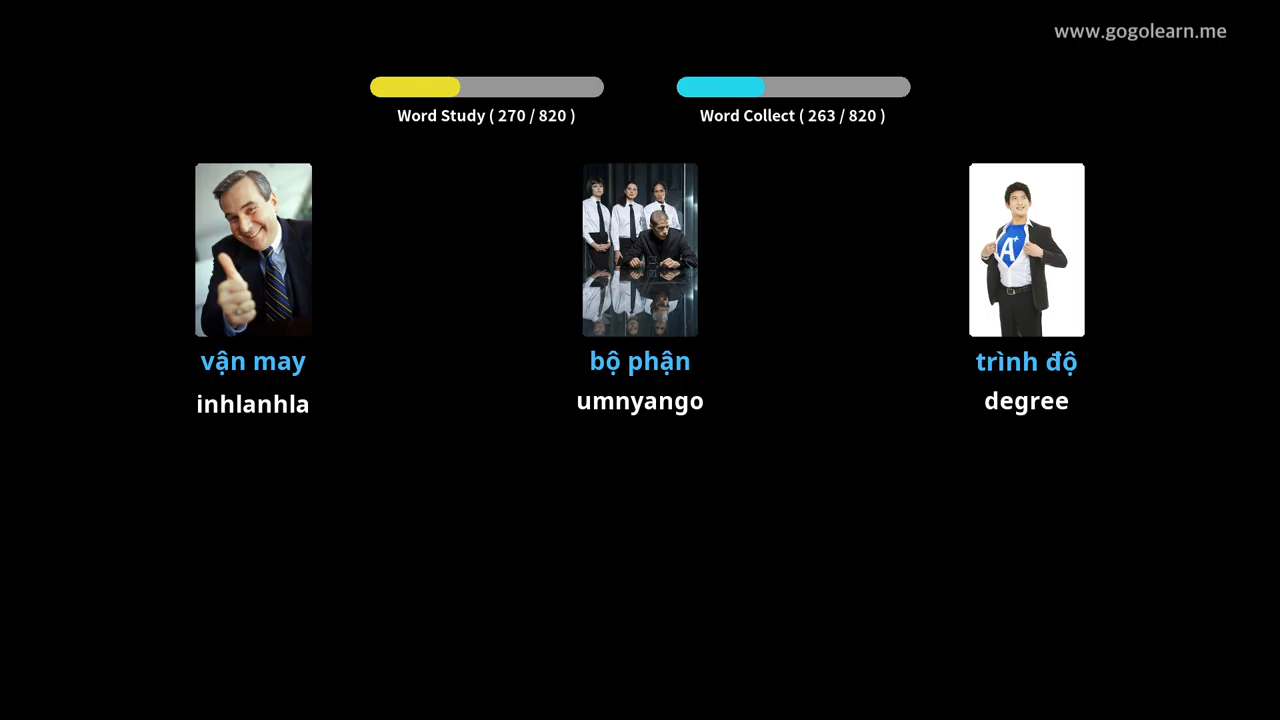 www.gogolearn.me
Word Study ( 270 / 820 )
Word Collect ( 263 / 820 )
A+
vận may
bộ phận
trình độ
inhlanhla
umnyango
degree